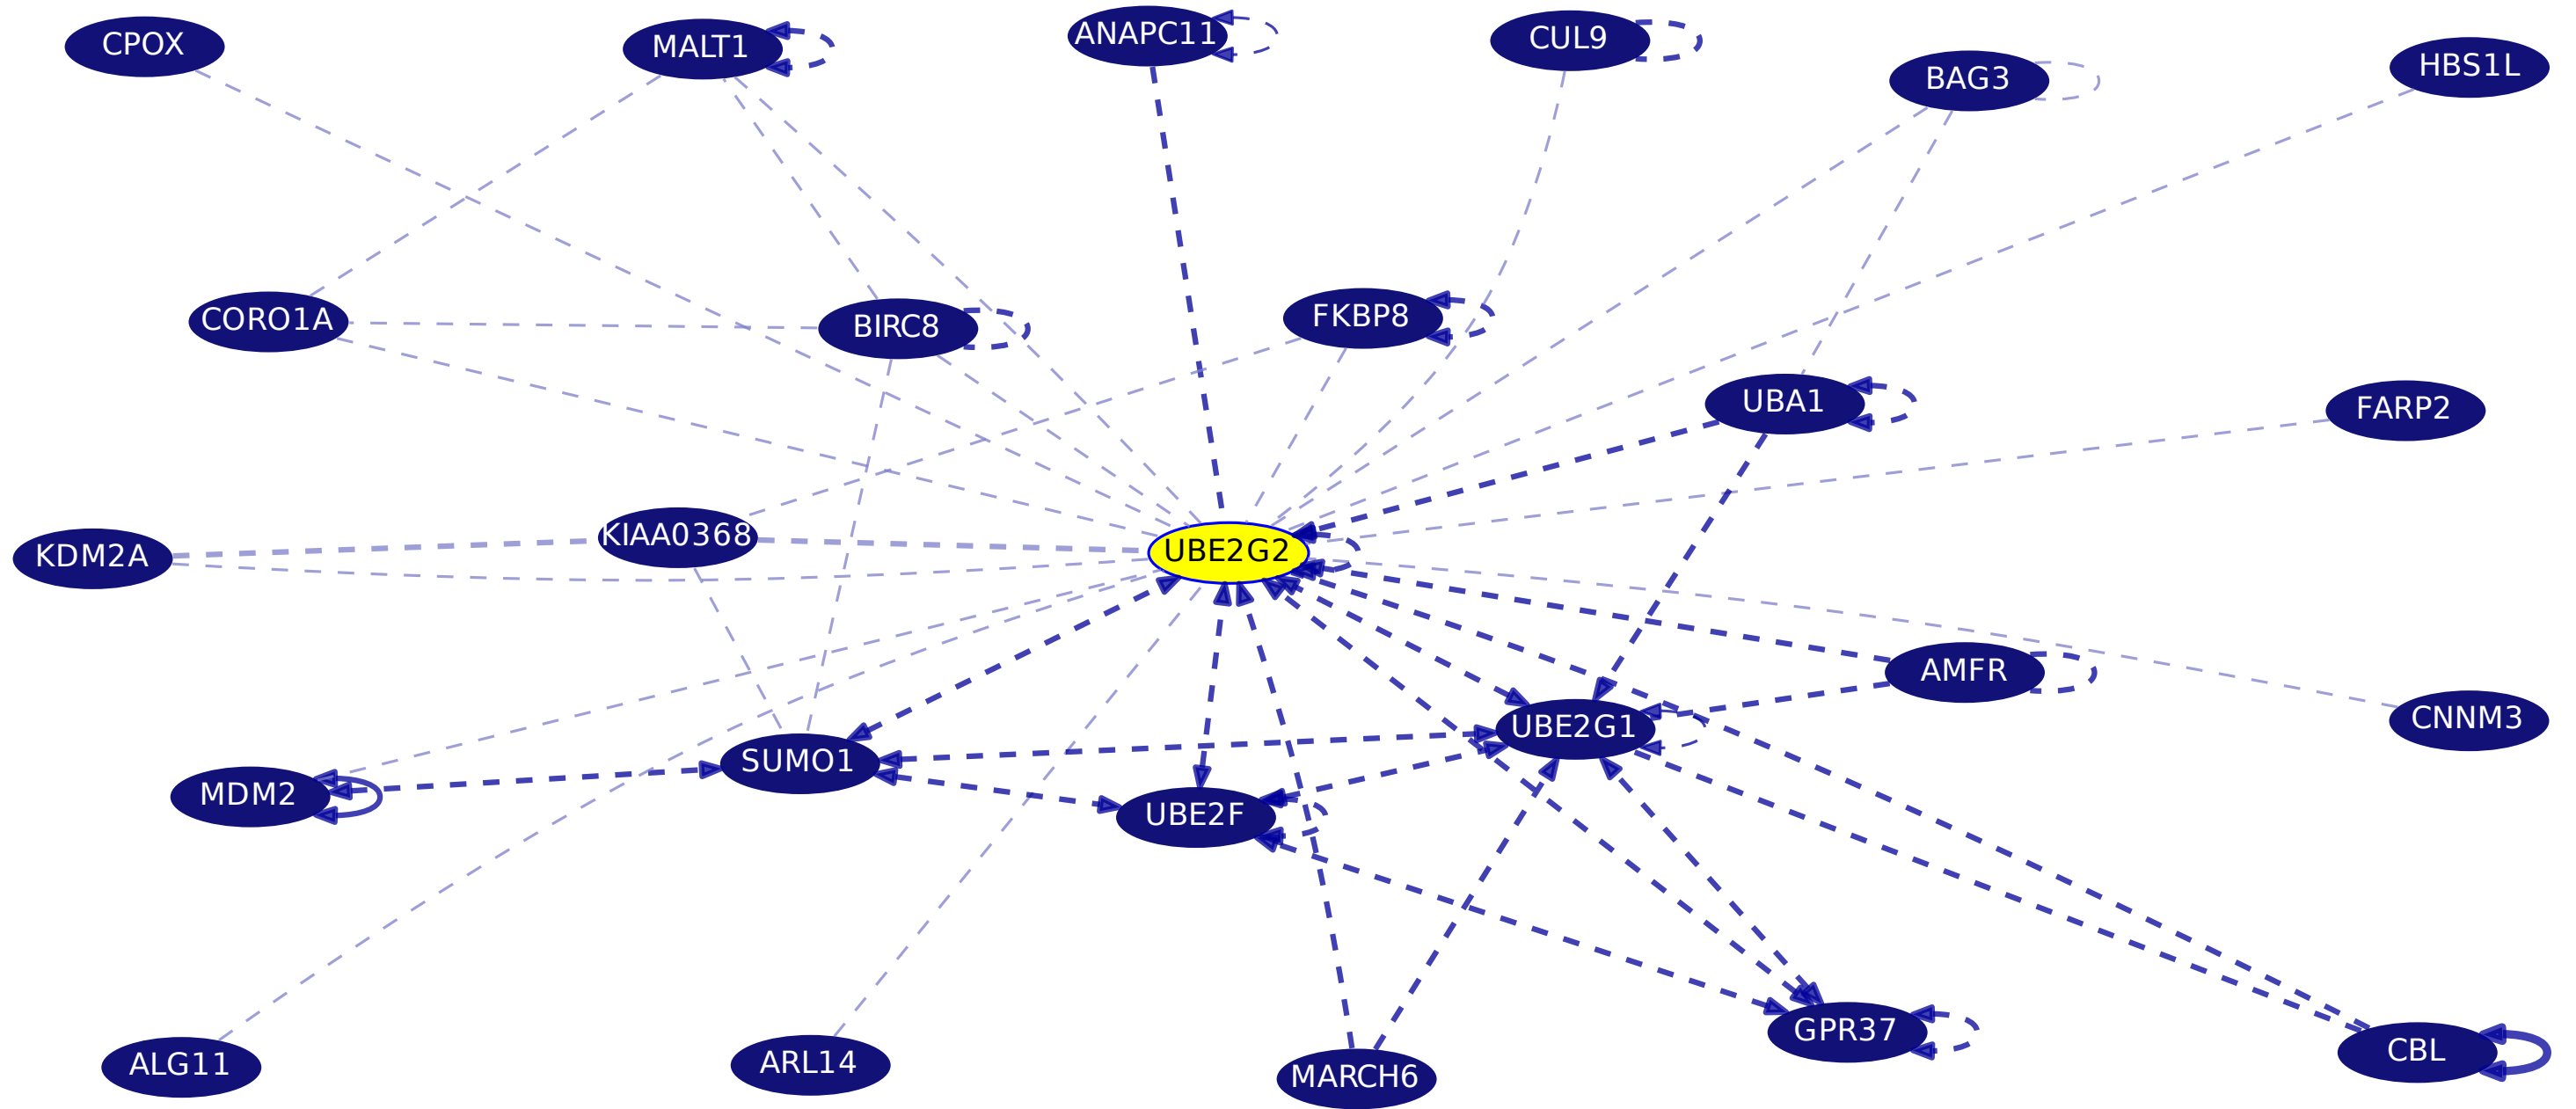 CPOX
MALT1
ANAPC11
CUL9
BAG3
HBS1L
CORO1A
BIRC8
FKBP8
UBA1
FARP2
KDM2A
KIAA0368
UBE2G2
AMFR
CNNM3
UBE2G1
SUMO1
MDM2
UBE2F
ALG11
ARL14
MARCH6
GPR37
CBL